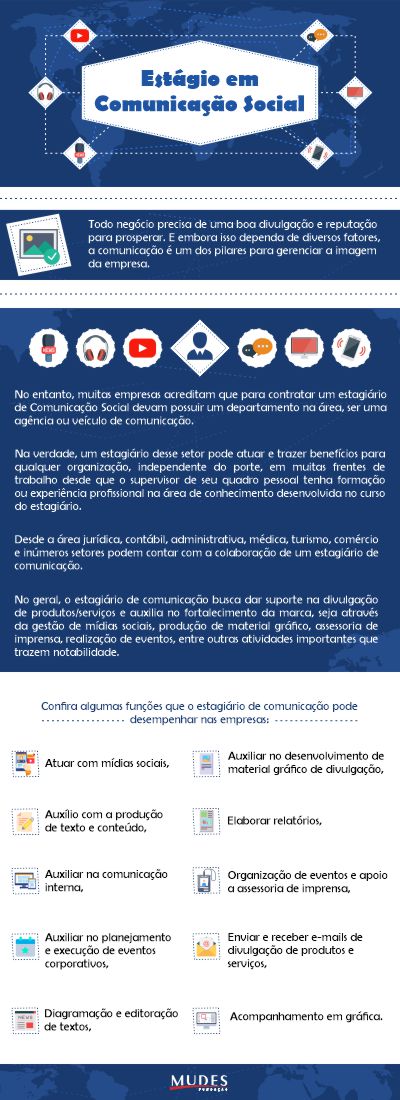 Estágio em
Comunicação Social
Todo negócio precisa de uma boa divulgação e reputação
para prosperar. E embora isso dependa de diversos fatores,
a comunicação é um dos pilares para gerenciar a imagem
da empresa.
NEWS
No entanto, muitas empresas acreditam que para contratar um estagiário
de Comunicação Social devam possuir um departamento na área, ser uma
agência ou veículo de comunicação.
Na verdade, um estagiário desse setor pode atuar e trazer benefícios para
qualquer organização, independente do porte, em muitas frentes de
trabalho desde que o supervisor de seu quadro pessoal tenha formação
ou experiência profissional na área de conhecimento desenvolvida no curso
do estagiário.
Desde a área jurídica, contábil, administrativa, médica, turismo, comércio
e inúmeros setores podem contar com a colaboração de um estagiário de
comunicação.
No geral, o estagiário de comunicação busca dar suporte na divulgação
de produtos/serviços e auxilia no fortalecimento da marca, seja através
da gestão de mídias sociais, produção de material gráfico, assessoria de
imprensa, realização de eventos, entre outras atividades importantes que
trazem notabilidade.
Confira algumas funções que o estagiário de comunicação pode
desempenhar nas empresas:
Atuar com mídias sociais,
Auxiliar no desenvolvimento de
material gráfico de divulgação,
Auxílio com a produção
de texto e conteúdo,
Elaborar relatórios,
Auxiliar na comunicação
interna,
Organização de eventos e apoio
a assessoria de imprensa,
Auxiliar no planejamento
e execução de eventos
corporativos,
Enviar e receber e-mails de
divulgação de produtos e
serviços,
NEWS
Diagramação e editoração
de textos,
Acompanhamento em gráfica.
MUDES
FUNDAÇÃO